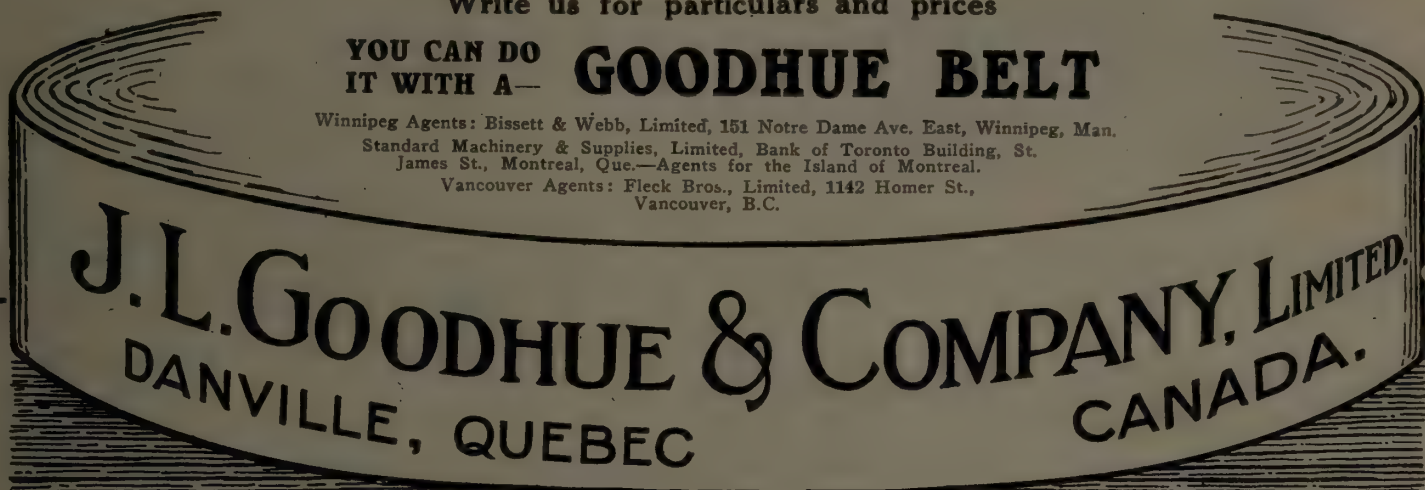 Write us for particulars and prices
YOU CAN DO
IT WITH A— GOODHUE BELT
Winnipeg Agents: Bissett & Webb, Limited, 151 Notre Dame Ave. East, Winnipeg, Man.
Standard Machinery & Supplies, Limited, Bank of Toronto Building, St.
James St., Montreal, Que.—Agents for the Island of Montreal.
Vancouver Agents: Fleck Bros., Limited, 1142 Homer St.,
Vancouver, B.C.
J.L. GOODHUE & COMPANY, LIMITED.
DANVILLE, QUEBEC CANADA.